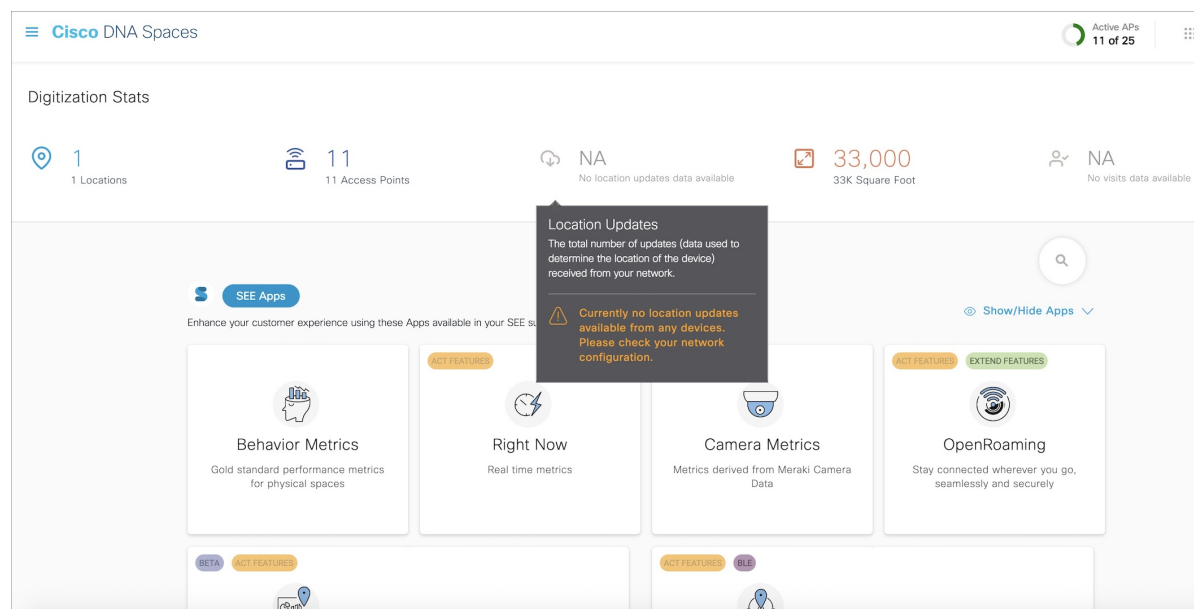 Cisco DNA Spaces
Active APs
11 of 25
Digitization Stats
1
1 Locations
11
11 Access Points
NA
No location updates data available
33,000
33K Square Foot
NA
No visits data available
Location Updates
The total number of updates (data used to
determine the location of the device)
received from your network.
Currently no location updates
available from any devices.
Please check your network
configuration.
SEE Apps
Enhance your customer experience using these Apps available in your SEE
Show/Hide Apps
ACT FEATURES
ACT FEATURES
EXTEND FEATURES
Behavior Metrics
Gold standard performance metrics
for physical spaces
Right Now
Real time metrics
Camera Metrics
Metrics derived from Meraki Camera
Data
OpenRoaming
Stay connected wherever you go,
seamlessly and securely
BETA
ACT FEATURES
ACT FEATURES
BLE